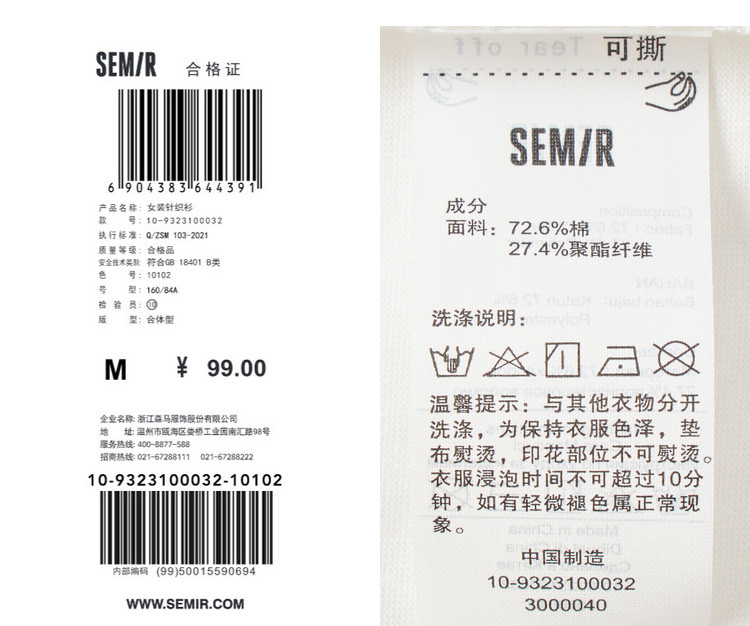 SEMIR 合格证
6 904383 644391
产品名称: 女装针织衫
款 号: 10-9323100032
执行标准: Q/ZSM 103-2021
质量等级: 合格品
安全技术类别: 符合GB 18401 B类
色 号: 10102
号 型: 160/84A
检 验 员: ⑩
版 型: 合体型
M ¥ 99.00
企业名称: 浙江森马服饰股份有限公司
地 址: 温州市瓯海区娄桥工业园南汇路98号
服务热线: 400-8877-588
招商热线: 021-67288111 021-67288222
10-9323100032-10102
内部编码 (99)50015590694
WWW.SEMIR.COM
Tear off 可撕
SEMIR
成分
面料: 72.6%棉
27.4%聚酯纤维
洗涤说明:
温馨提示: 与其他衣物分开
洗涤，为保持衣服色泽，垫
布熨烫，印花部位不可熨烫。
衣服浸泡时间不可超过10分
钟，如有轻微褪色属正常现
象。
中国制造
10-9323100032
3000040